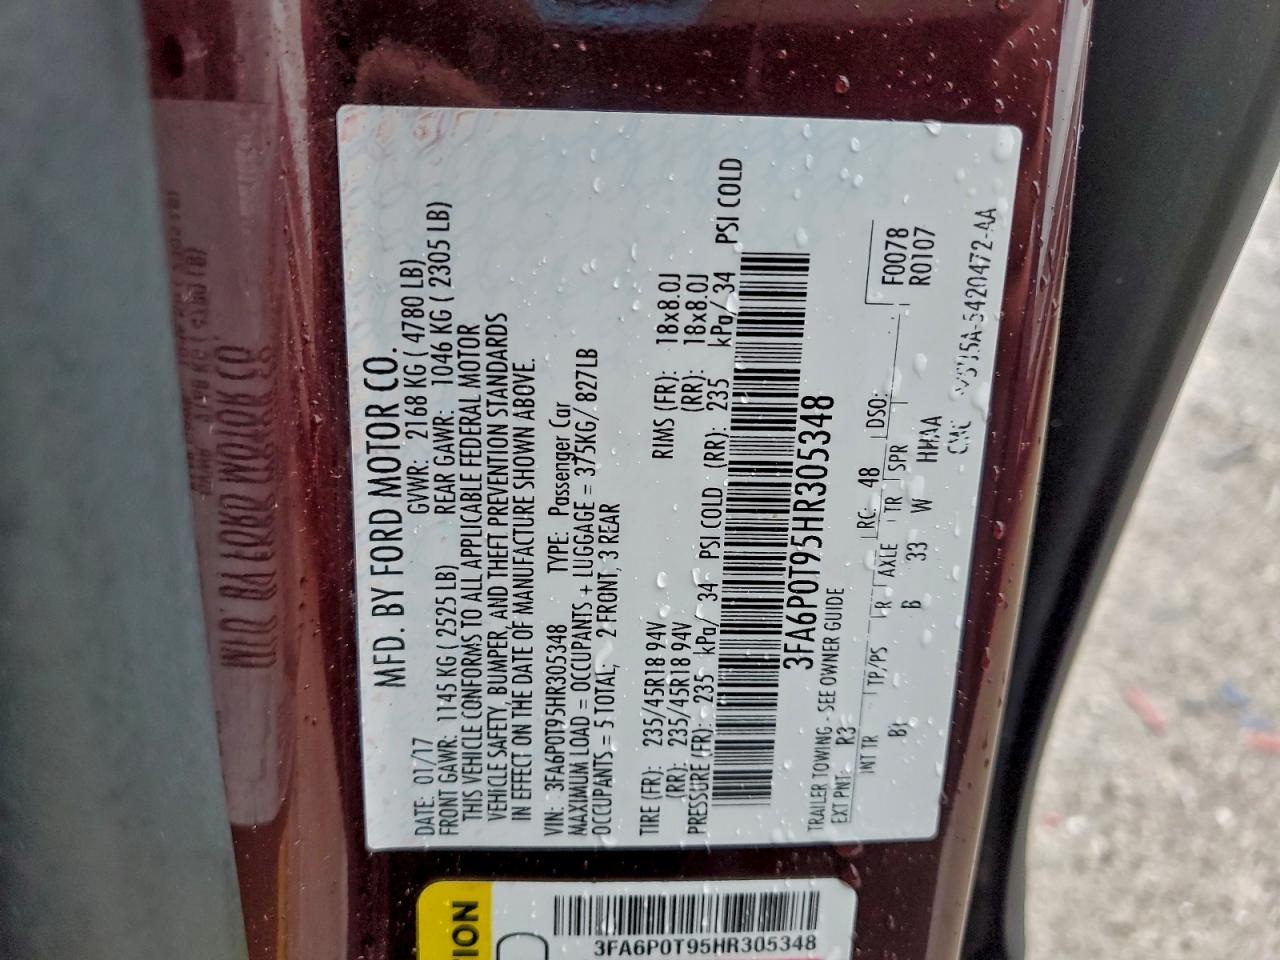 MFD. BY FORD MOTOR CO.
DATE: 01/17 GVWR: 2168 KG ( 4780 LB)
FRONT GAWR: 1145 KG ( 2525 LB) REAR GAWR: 1046 KG ( 2305 LB)
THIS VEHICLE CONFORMS TO ALL APPLICABLE FEDERAL MOTOR
VEHICLE SAFETY, BUMPER, AND THEFT PREVENTION STANDARDS
IN EFFECT ON THE DATE OF MANUFACTURE SHOWN ABOVE.
VIN: 3FA6P0T95HR305348 TYPE: Passenger Car
MAXIMUM LOAD = OCCUPANTS + LUGGAGE = 375KG/ 827LB
OCCUPANTS = 5 TOTAL; 2 FRONT, 3 REAR
TIRE (FR): 235/45R18 94V RIMS (FR): 18x8.0J
(RR): 235/45R18 94V (RR): 18x8.0J
PRESSURE (FR): 235 kPa/ 34 PSI COLD (RR): 235 kPa/ 34 PSI COLD
3FA6P0T95HR305348
TRAILER TOWING - SEE OWNER GUIDE
EXT PNT: R3 RC: 48 DSO: F0078
INT TR TP/PS R AXLE TR SPR R0107
B 33 W HHAA
CMC 5420472-AA
ION
3FA6P0T95HR305348